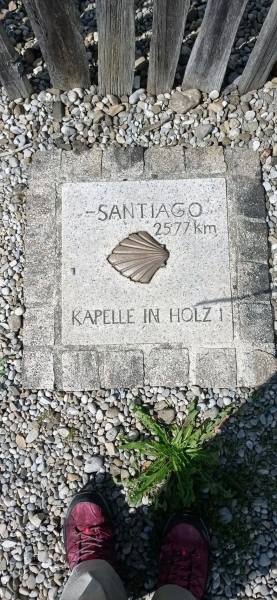 -SANTIAGO
2577 km
KAPELLE IN HOLZ 1